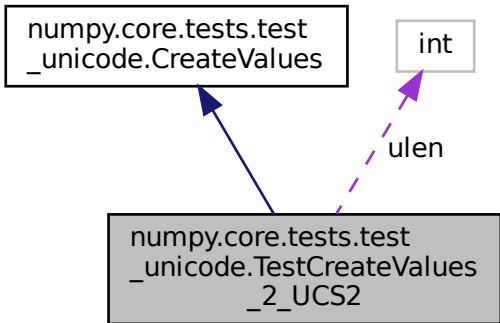 numpy.core.tests.test
_unicode.CreateValues
int
ulen
numpy.core.tests.test
_unicode.TestCreateValues
_2_UCS2